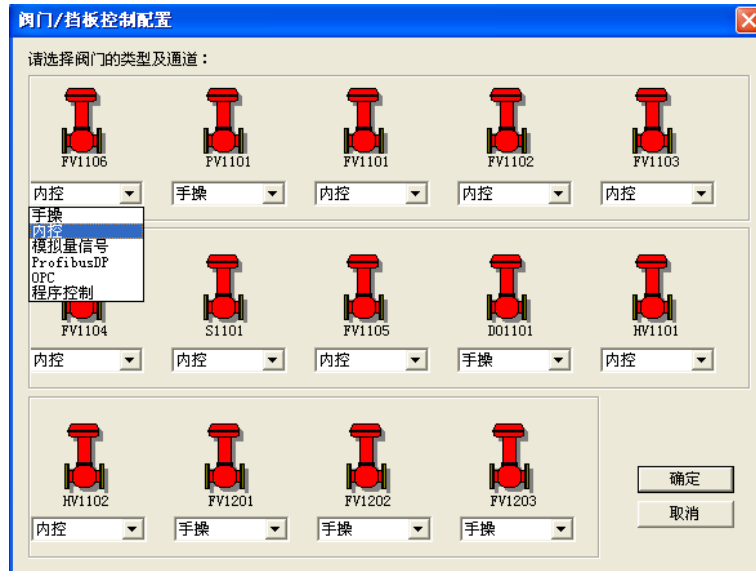 阀门/挡板控制配置
请选择阀门的类型及通道：
FV1106 PV1101 FV1101 FV1102 FV1103
内控 手操 内控 内控 内控
手操
内控
模拟量信号
ProfibusDP
OPC
程序控制
FV1104 S1101 FV1105 DO1101 HV1101
内控 内控 内控 手操 内控
HV1102 FV1201 FV1202 FV1203
内控 手操 手操 手操
确定
取消